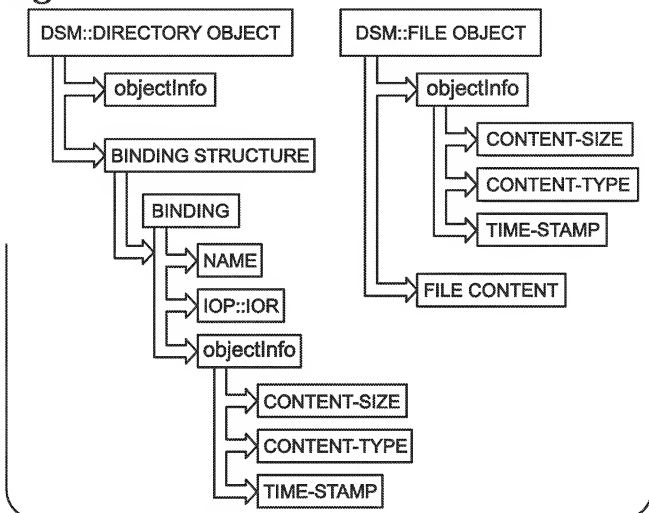 DSM::DIRECTORY OBJECT
objectInfo
BINDING STRUCTURE
BINDING
NAME
IOP::IOR
objectInfo
CONTENT-SIZE
CONTENT-TYPE
TIME-STAMP
DSM::FILE OBJECT
objectInfo
CONTENT-SIZE
CONTENT-TYPE
TIME-STAMP
FILE CONTENT